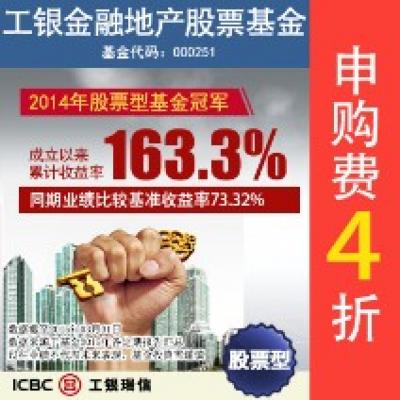 工银金融地产股票基金
基金代码：000251
2014年股票型基金冠军
成立以来
累计收益率
163.3%
同期业绩比较基准收益率73.32%
股票型
ICBC 工银瑞信
申购费4折